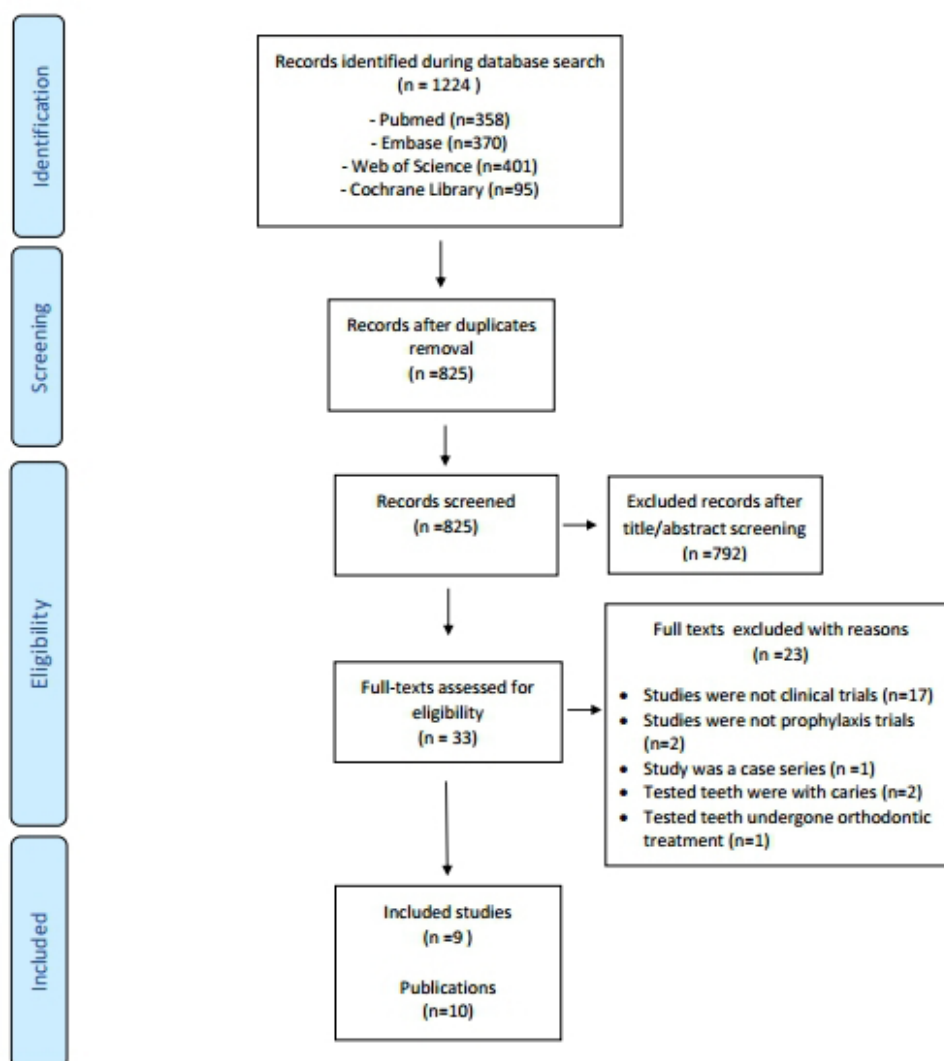 Identification
Records identified during database search
(n = 1224 )
- Pubmed (n=358)
- Embase (n=370)
- Web of Science (n=401)
- Cochrane Library (n=95)
Screening
Records after duplicates
removal
(n =825)
Eligibility
Records screened
(n =825)
Excluded records after
title/abstract screening
(n =792)
Full-texts assessed for
eligibility
(n = 33)
Full texts excluded with reasons
(n =23)
• Studies were not clinical trials (n=17)
• Studies were not prophylaxis trials
(n=2)
• Study was a case series (n =1)
• Tested teeth were with caries (n=2)
• Tested teeth undergone orthodontic
treatment (n=1)
Included
Included studies
(n =9 )
Publications
(n=10)